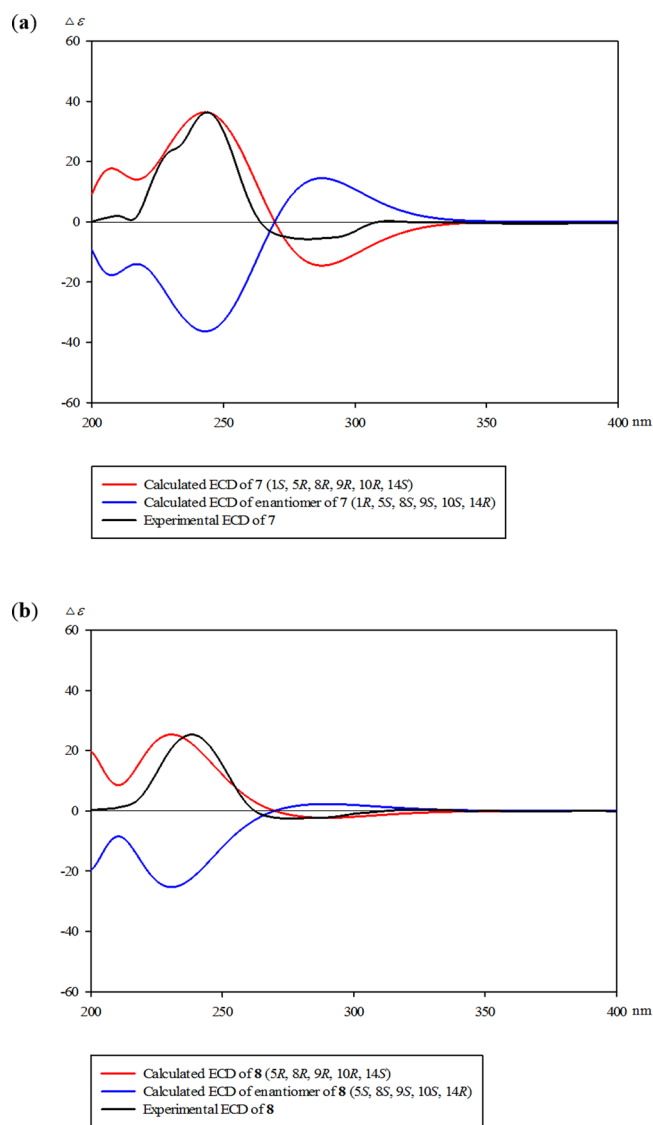 (a)
△ε
60
40
20
0
-20
-40
-60
200 250 300 350 400 nm
Calculated ECD of 7 (1S, 5R, 8R, 9R, 10R, 14S)
Calculated ECD of enantiomer of 7 (1R, 5S, 8S, 9S, 10S, 14R)
Experimental ECD of 7
(b)
△ε
60
40
20
0
-20
-40
-60
200 250 300 350 400 nm
Calculated ECD of 8 (5R, 8R, 9R, 10R, 14S)
Calculated ECD of enantiomer of 8 (5S, 8S, 9S, 10S, 14R)
Experimental ECD of 8